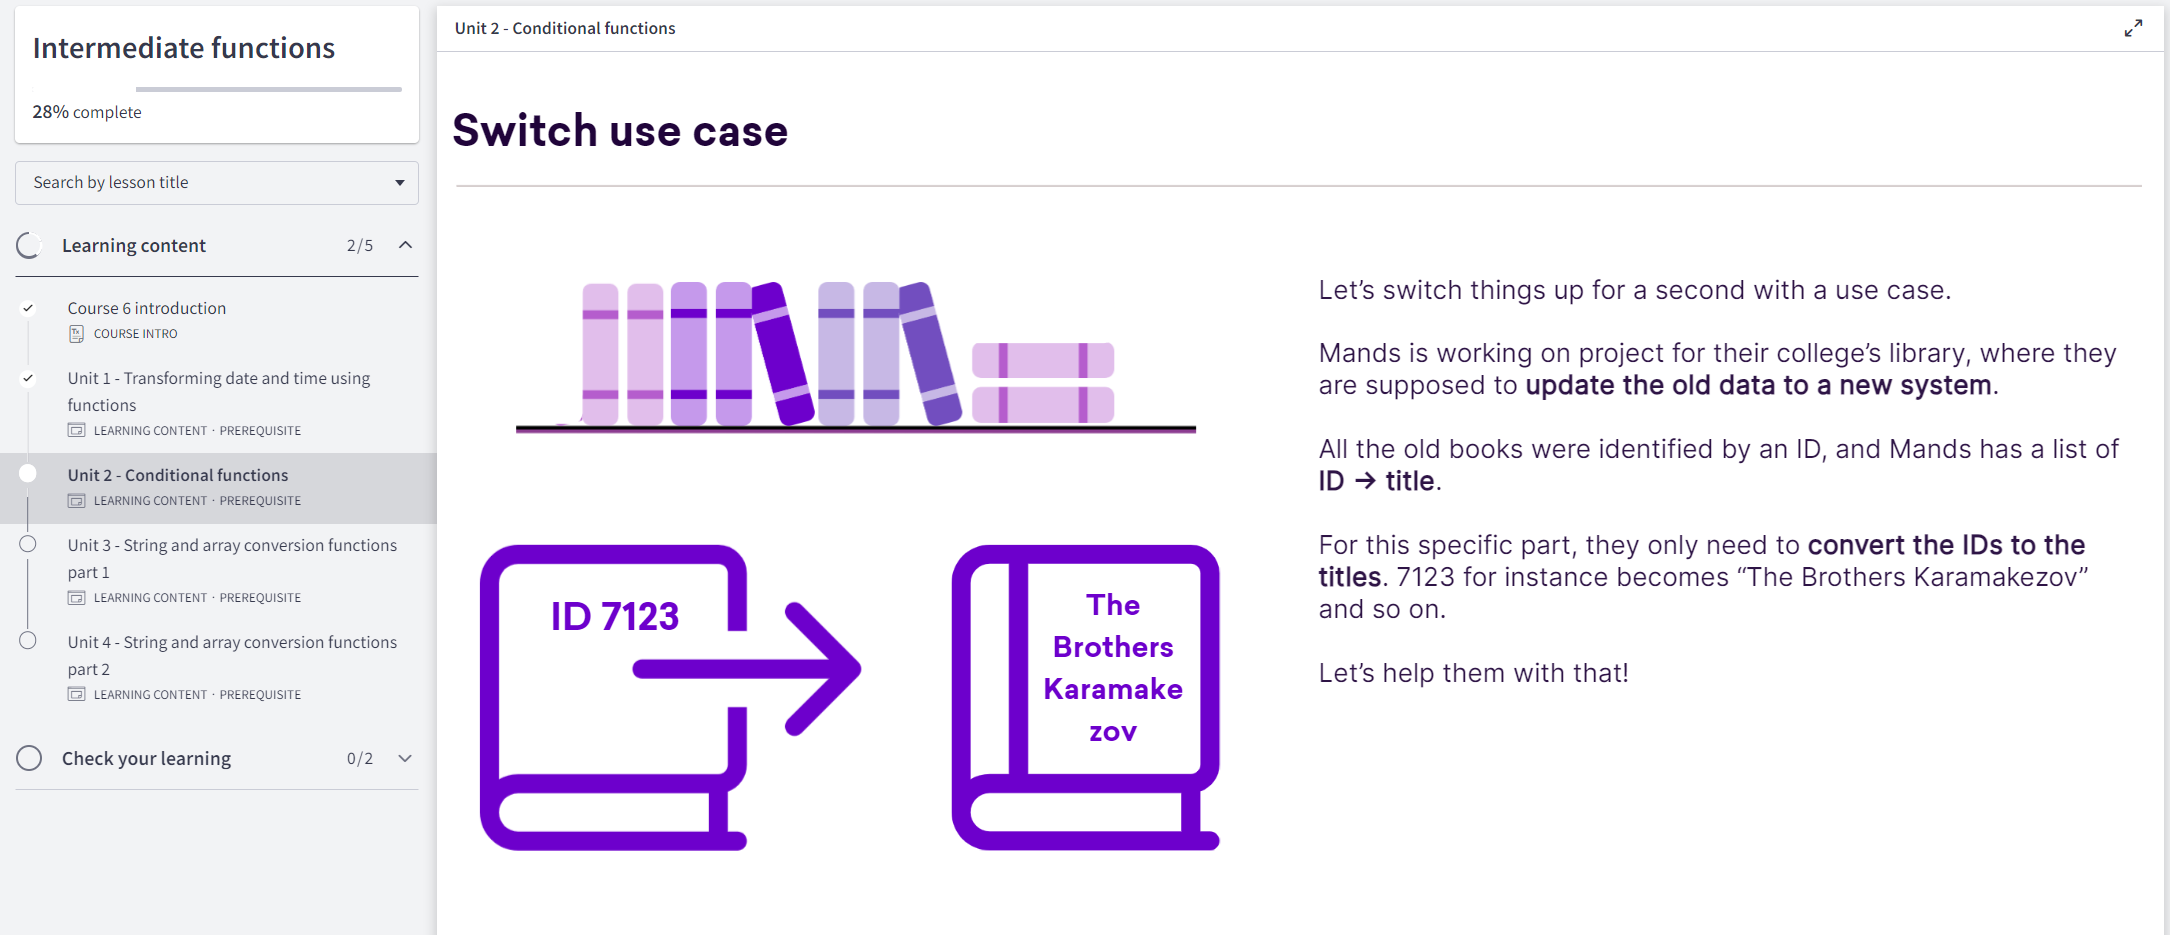 Intermediate functions
28% complete
Search by lesson title
Learning content 2/5
Course 6 introduction
COURSE INTRO
Unit 1 - Transforming date and time using
functions
LEARNING CONTENT · PREREQUISITE
Unit 2 - Conditional functions
LEARNING CONTENT · PREREQUISITE
Unit 3 - String and array conversion functions
part 1
LEARNING CONTENT · PREREQUISITE
Unit 4 - String and array conversion functions
part 2
LEARNING CONTENT · PREREQUISITE
Check your learning 0/2
Unit 2 - Conditional functions
Switch use case
ID 7123
The
Brothers
Karamake
zov
Let’s switch things up for a second with a use case.
Mands is working on project for their college’s library, where they
are supposed to update the old data to a new system.
All the old books were identified by an ID, and Mands has a list of
ID → title.
For this specific part, they only need to convert the IDs to the
titles. 7123 for instance becomes “The Brothers Karamakezov”
and so on.
Let’s help them with that!